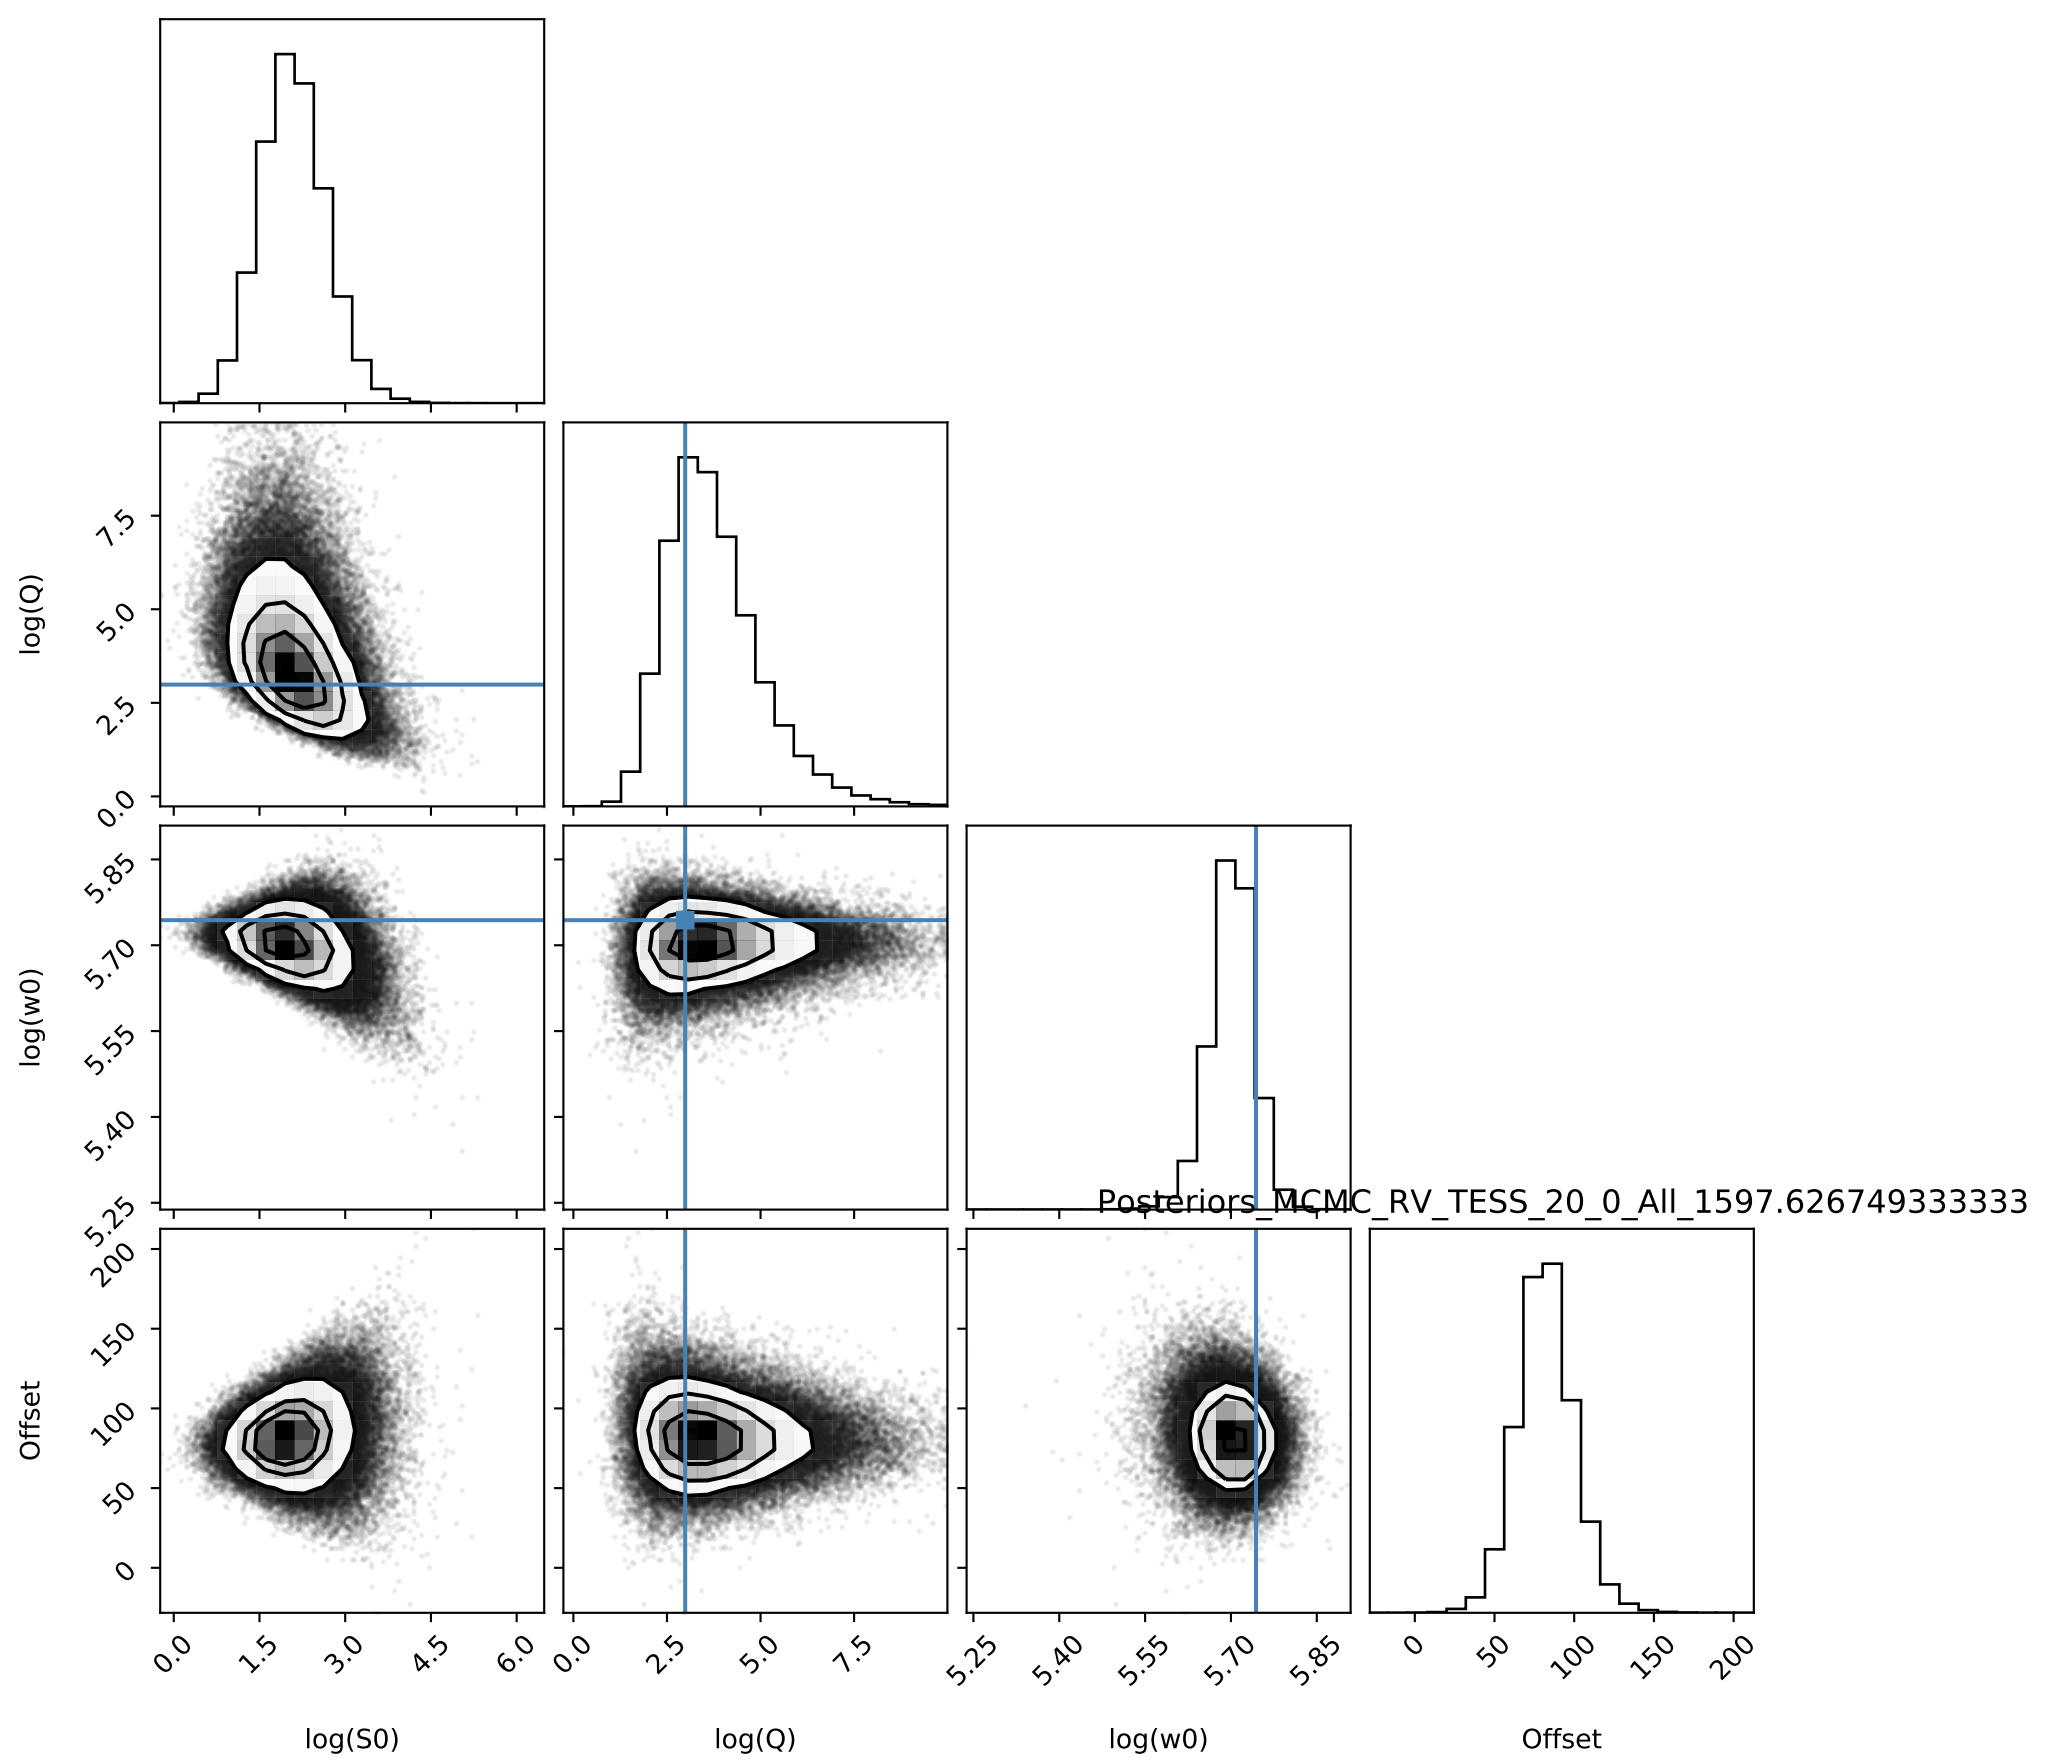 log(Q)
7.5
5.0
2.5
0.0
log(w0)
5.85
5.70
5.55
5.40
5.25
Posteriors_MCMC_RV_TESS_20_0_All_1597.626749333333
Offset
200
150
100
50
0
0.0 1.5 3.0 4.5 6.0 0.0 2.5 5.0 7.5 5.25 5.40 5.55 5.70 5.85 0 50 100 150 200
log(S0) log(Q) log(w0) Offset